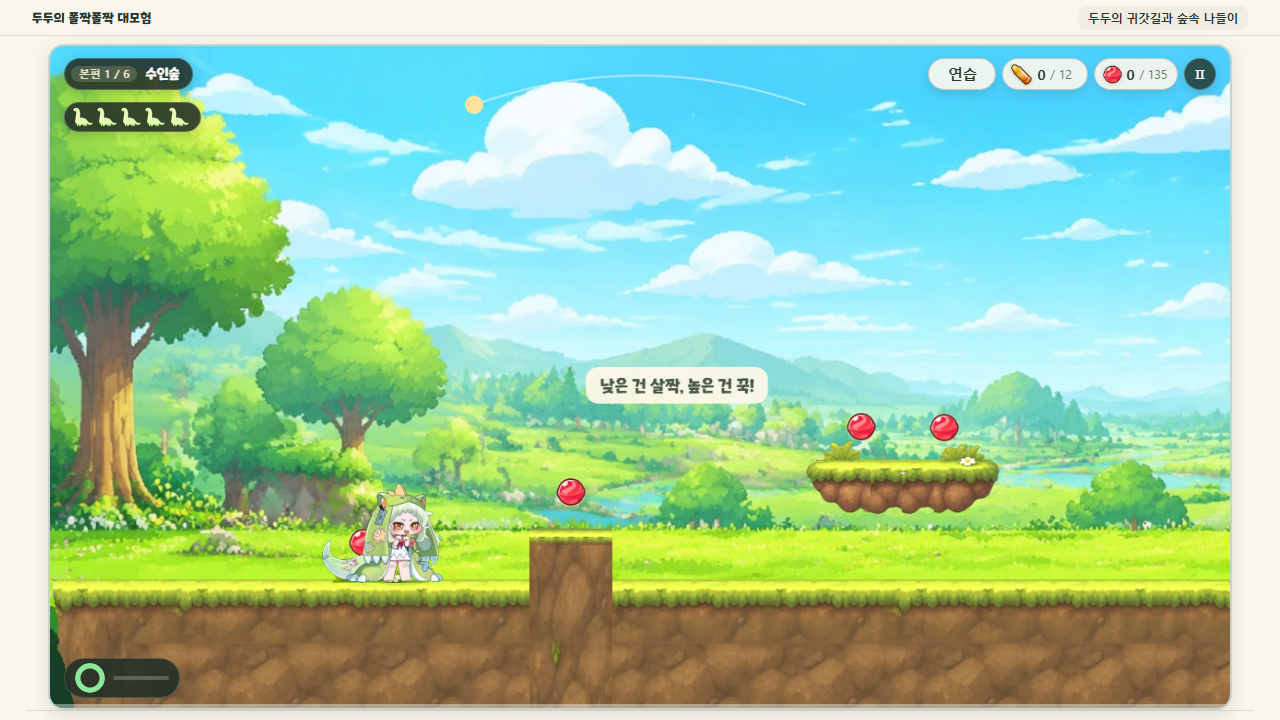 두두의 폴짝폴짝 대모험
두두의 귀갓길과 숲속 나들이
본편 1 / 6 수인숲
연습
0 / 12
0 / 135
낮은 건 살짝, 높은 건 꾹!